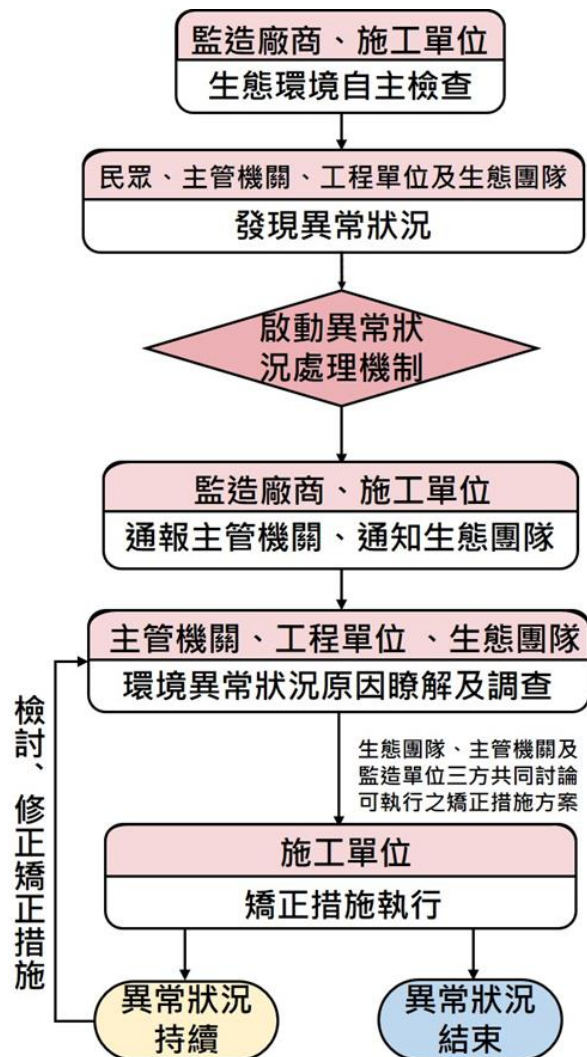 監造廠商、施工單位
生態環境自主檢查
民眾、主管機關、工程單位及生態團隊
發現異常狀況
啟動異常狀
況處理機制
監造廠商、施工單位
通報主管機關、通知生態團隊
主管機關、工程單位 、生態團隊
環境異常狀況原因瞭解及調查
生態團隊、主管機關及
監造單位三方共同討論
可執行之矯正措施方案
檢討、修正矯正措施
施工單位
矯正措施執行
異常狀況
持續
異常狀況
結束